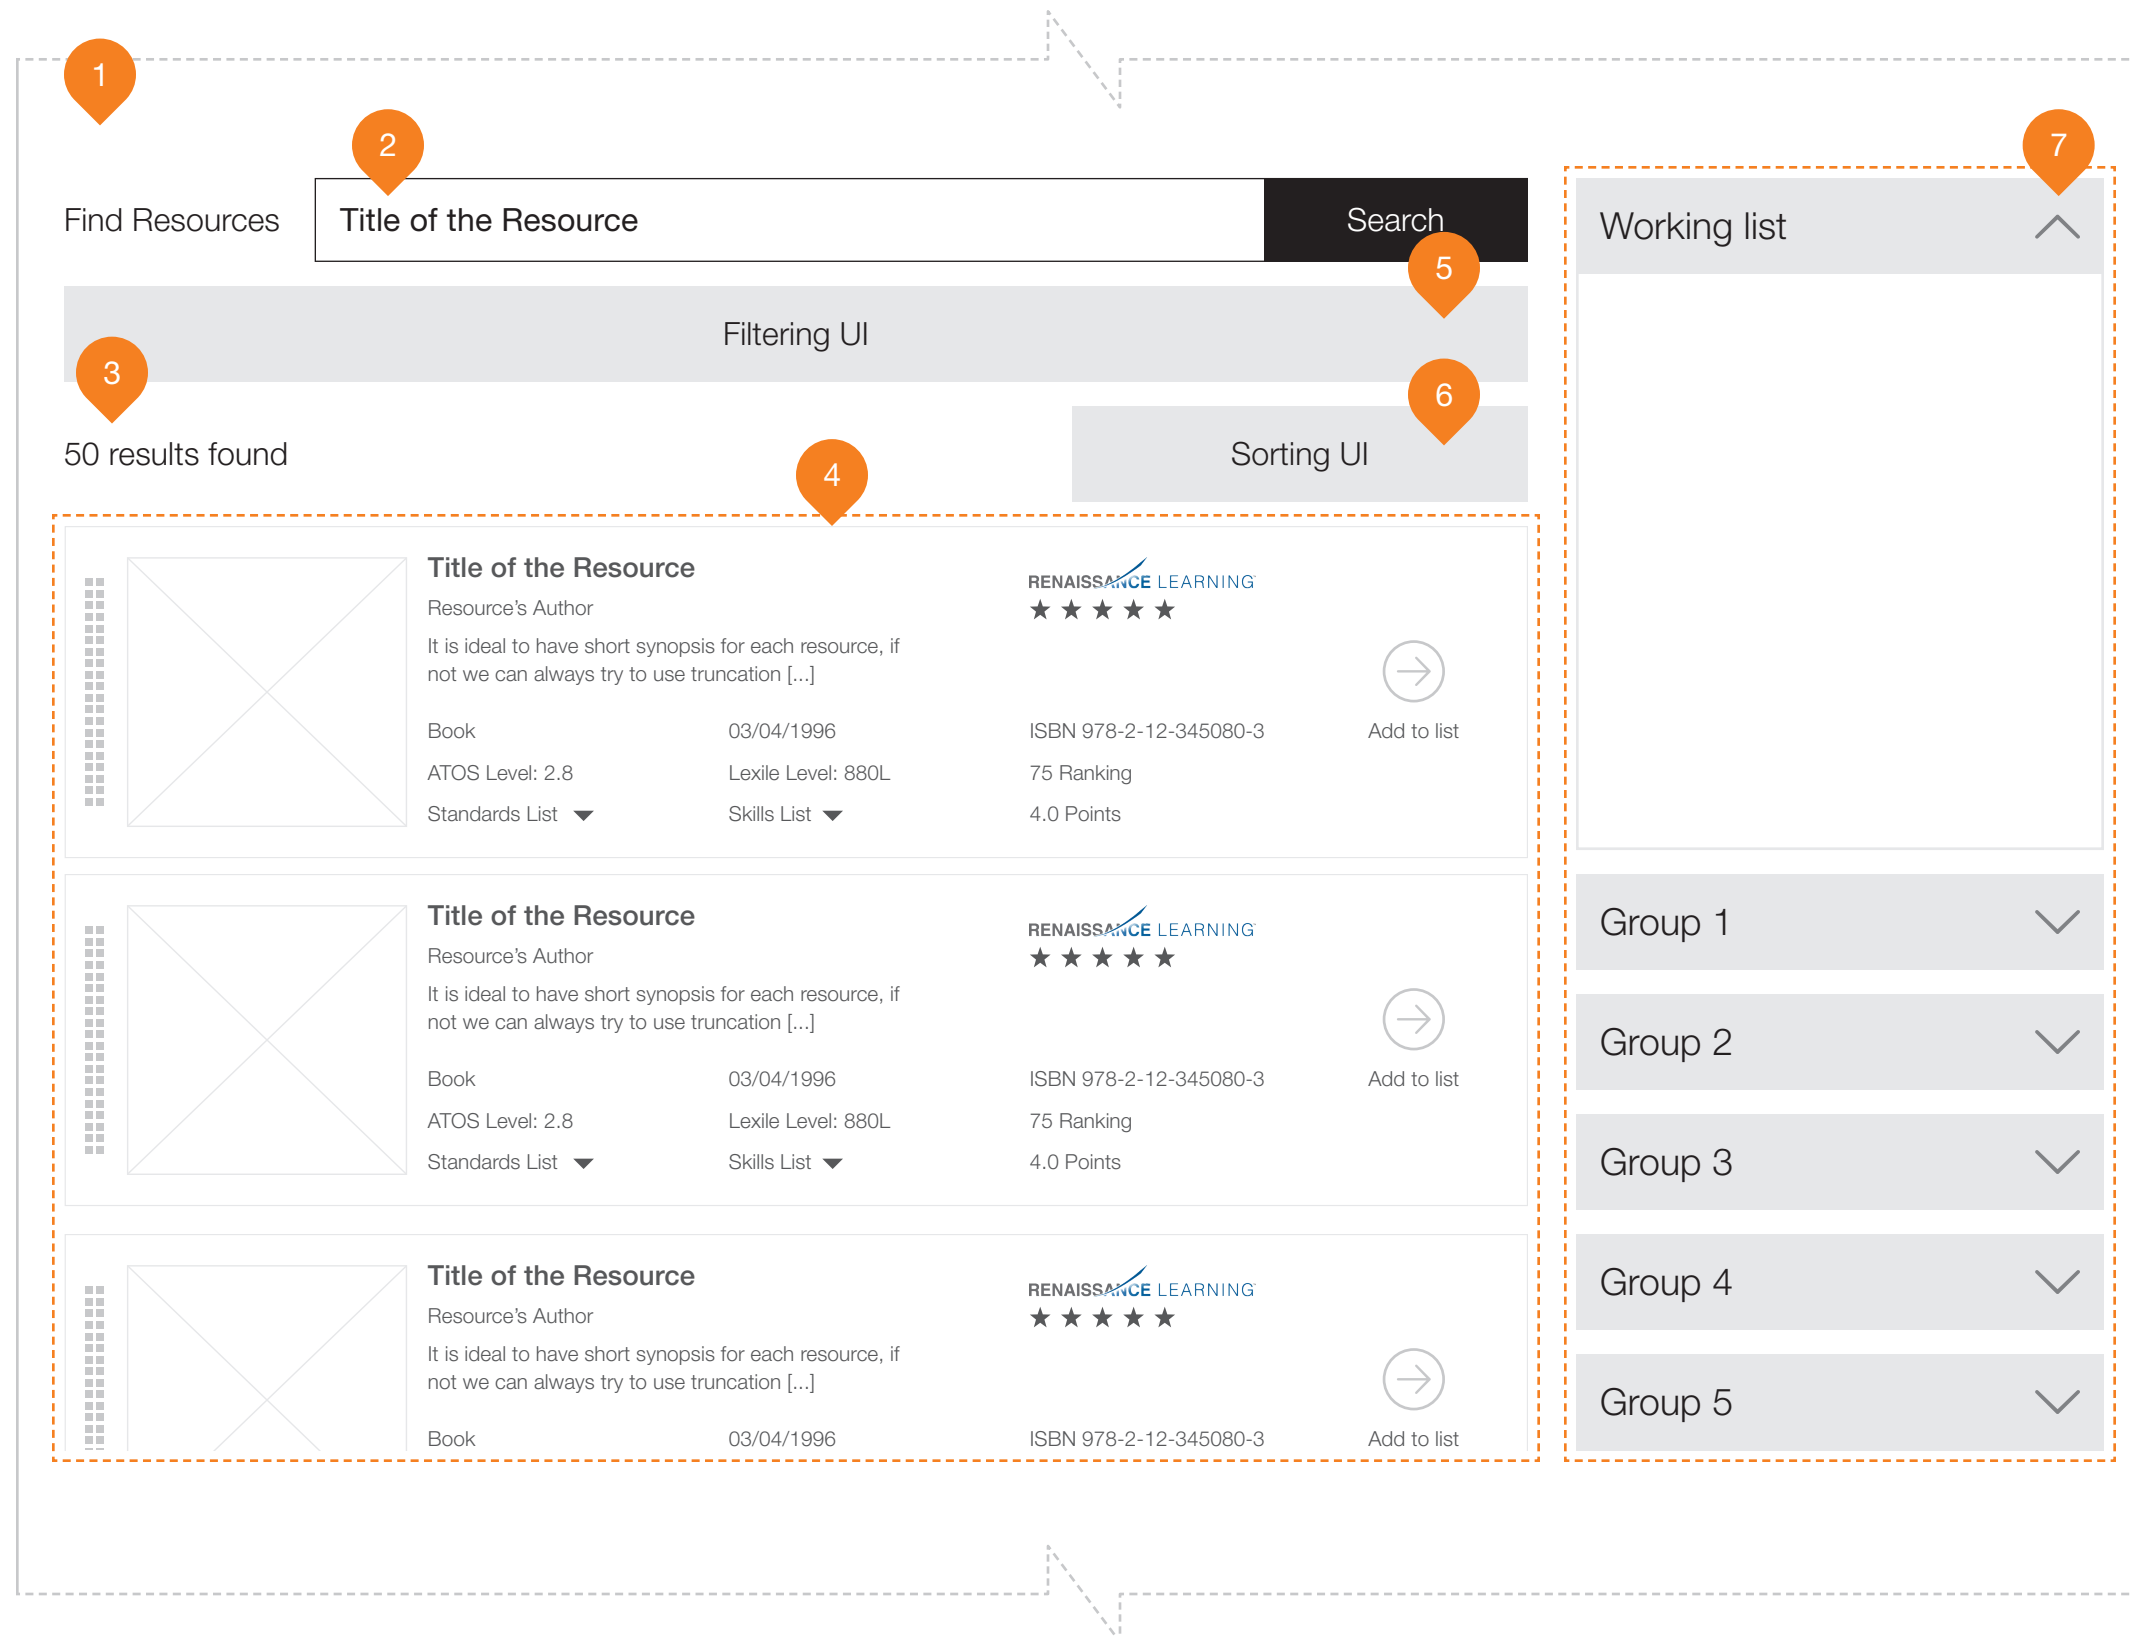 1
2
7
Find Resources
Title of the Resource
Search
Working list
5
Filtering UI
3
6
50 results found
4
Sorting UI
Title of the Resource
RENAISSANCE LEARNING
Resource's Author
It is ideal to have short synopsis for each resource, if
not we can always try to use truncation [...]
Book
03/04/1996
ISBN 978-2-12-345080-3
Add to list
ATOS Level: 2.8
Lexile Level: 880L
75 Ranking
Standards List
Skills List
4.0 Points
Title of the Resource
RENAISSANCE LEARNING
Resource's Author
It is ideal to have short synopsis for each resource, if
not we can always try to use truncation [...]
Book
03/04/1996
ISBN 978-2-12-345080-3
Add to list
ATOS Level: 2.8
Lexile Level: 880L
75 Ranking
Standards List
Skills List
4.0 Points
Title of the Resource
RENAISSANCE LEARNING
Resource's Author
It is ideal to have short synopsis for each resource, if
not we can always try to use truncation [...]
Book
03/04/1996
ISBN 978-2-12-345080-3
Add to list
Group 1
Group 2
Group 3
Group 4
Group 5